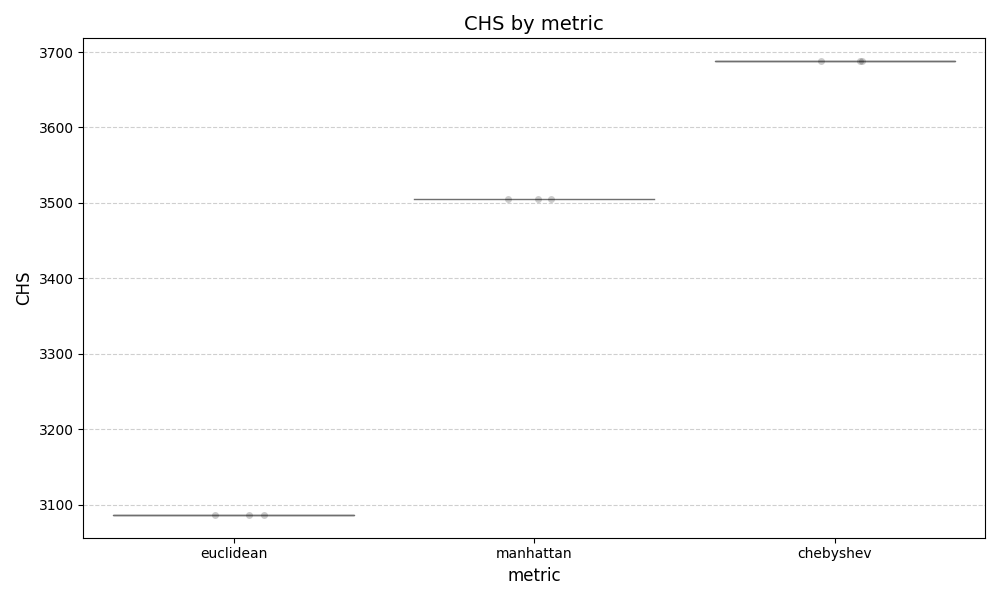 CHS by metric
3700
3600
3500
3400
3300
3200
3100
CHS
euclidean
manhattan
chebyshev
metric